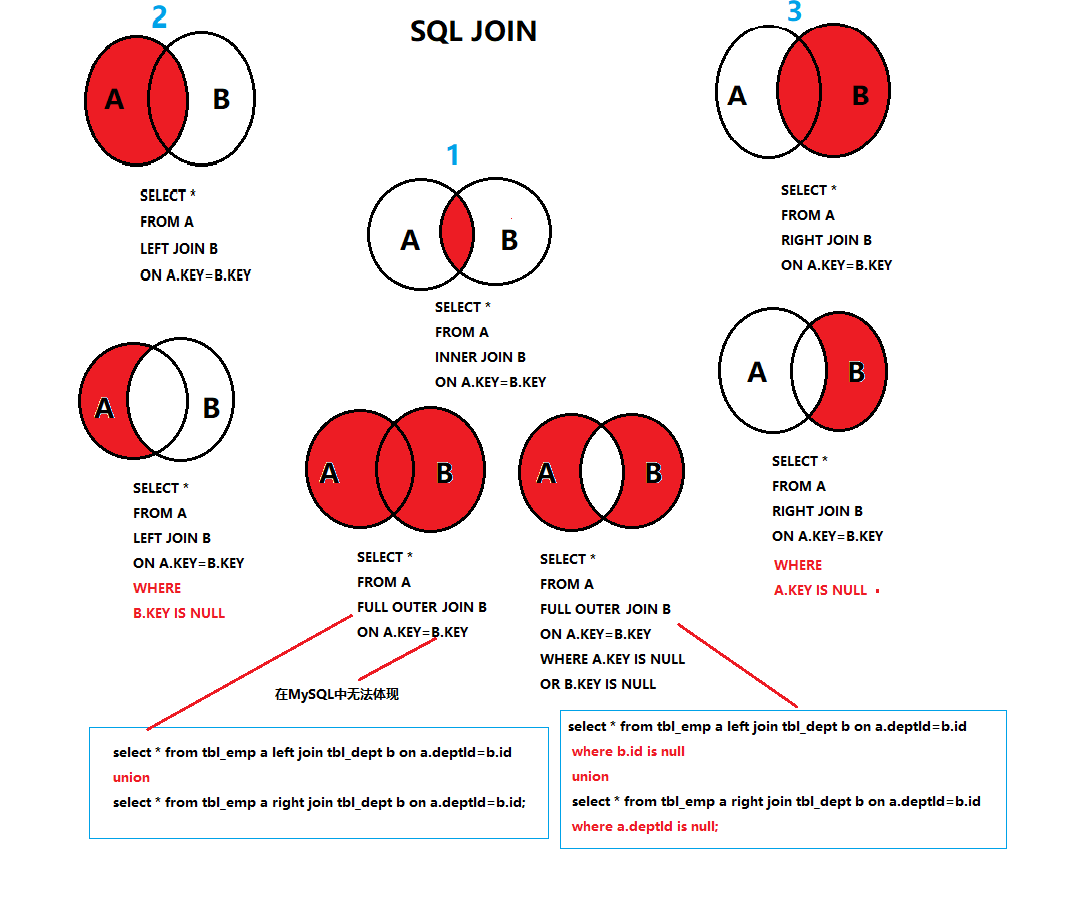 SQL JOIN
2
A
B
SELECT *
FROM A
LEFT JOIN B
ON A.KEY=B.KEY
1
A
B
SELECT *
FROM A
INNER JOIN B
ON A.KEY=B.KEY
3
A
B
SELECT *
FROM A
RIGHT JOIN B
ON A.KEY=B.KEY
A
B
SELECT *
FROM A
LEFT JOIN B
ON A.KEY=B.KEY
WHERE
B.KEY IS NULL
A
B
SELECT *
FROM A
FULL OUTER JOIN B
ON A.KEY=B.KEY
A
B
SELECT *
FROM A
FULL OUTER JOIN B
ON A.KEY=B.KEY
WHERE A.KEY IS NULL
OR B.KEY IS NULL
A
B
SELECT *
FROM A
RIGHT JOIN B
ON A.KEY=B.KEY
WHERE
A.KEY IS NULL
在MySQL中无法体现
select * from tbl_emp a left join tbl_dept b on a.deptId=b.id
union
select * from tbl_emp a right join tbl_dept b on a.deptId=b.id;
select * from tbl_emp a left join tbl_dept b on a.deptId=b.id
where b.id is null
union
select * from tbl_emp a right join tbl_dept b on a.deptId=b.id
where a.deptId is null;